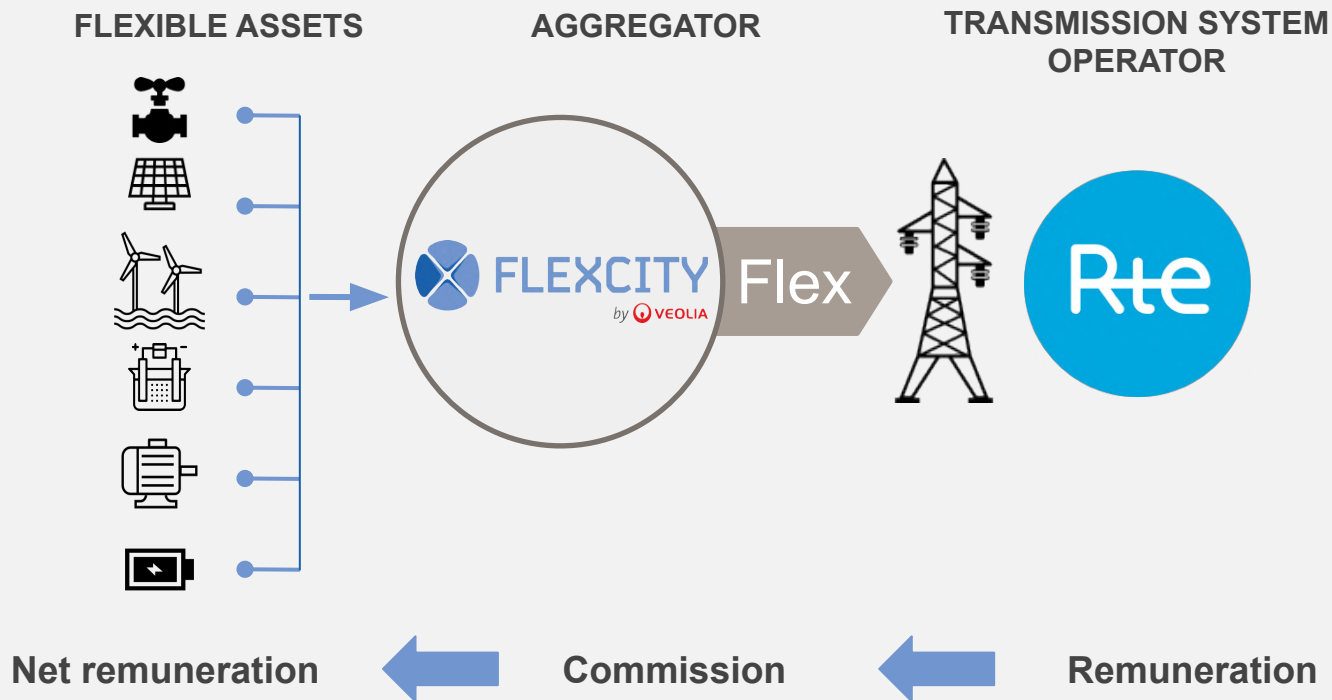 FLEXIBLE ASSETS
AGGREGATOR
TRANSMISSION SYSTEM
OPERATOR
FLEXCITY
by VEOLIA
Flex
Rte
+ -
Net remuneration
Commission
Remuneration